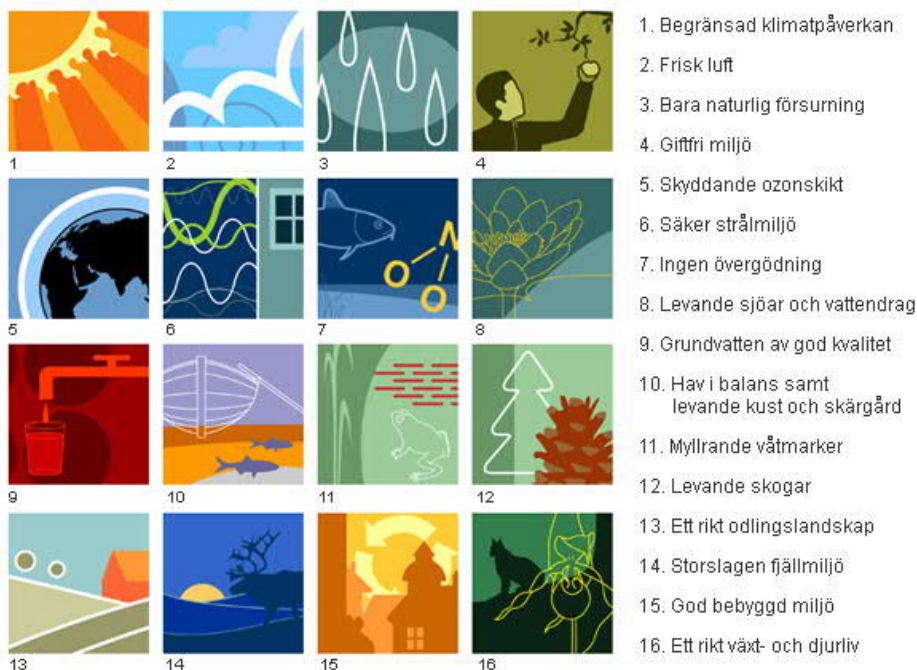 1
2
3
4
5
6
7
N
O
O
8
9
10
11
12
13
14
15
16
1. Begränsad klimatpåverkan
2. Frisk luft
3. Bara naturlig försurning
4. Giftfri miljö
5. Skyddande ozonskikt
6. Säker strålmiljö
7. Ingen övergödning
8. Levande sjöar och vattendrag
9. Grundvatten av god kvalitet
10. Hav i balans samt
levande kust och skärgård
11. Myllrande våtmarker
12. Levande skogar
13. Ett rikt odlingslandskap
14. Storslagen fjällmiljö
15. God bebyggd miljö
16. Ett rikt växt- och djurliv